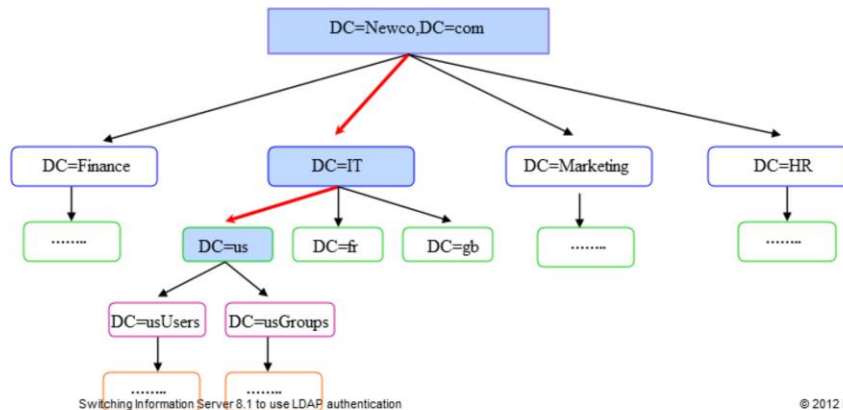 DC=Newco,DC=com
DC=Finance
DC=IT
DC=Marketing
DC=HR
........
DC=us
DC=fr
DC=gb
........
........
DC=usUsers
DC=usGroups
........
........
Switching Information Server 8.1 to use LDAP authentication
© 2012